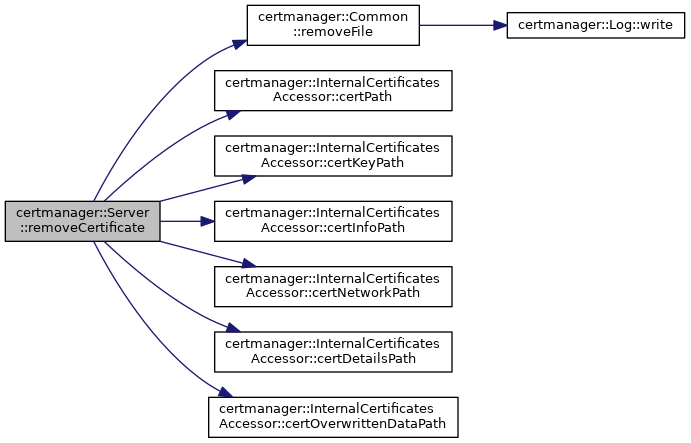 certmanager::Common
::removeFile
certmanager::Log::write
certmanager::InternalCertificates
Accessor::certPath
certmanager::InternalCertificates
Accessor::certKeyPath
certmanager::Server
::removeCertificate
certmanager::InternalCertificates
Accessor::certInfoPath
certmanager::InternalCertificates
Accessor::certNetworkPath
certmanager::InternalCertificates
Accessor::certDetailsPath
certmanager::InternalCertificates
Accessor::certOverwrittenDataPath